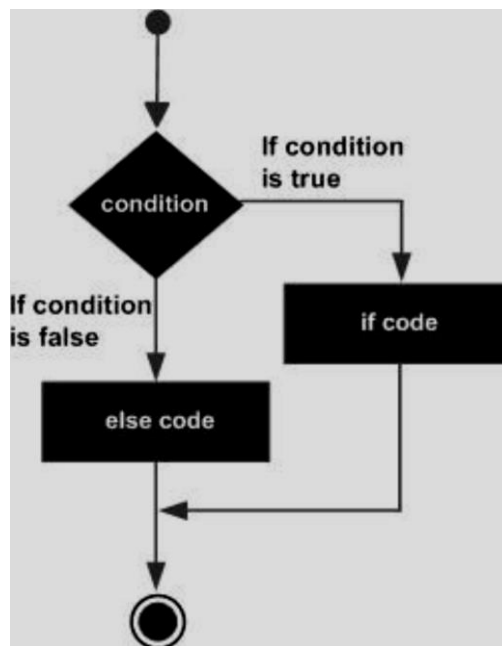 If condition
is true
condition
If condition
is false
if code
else code